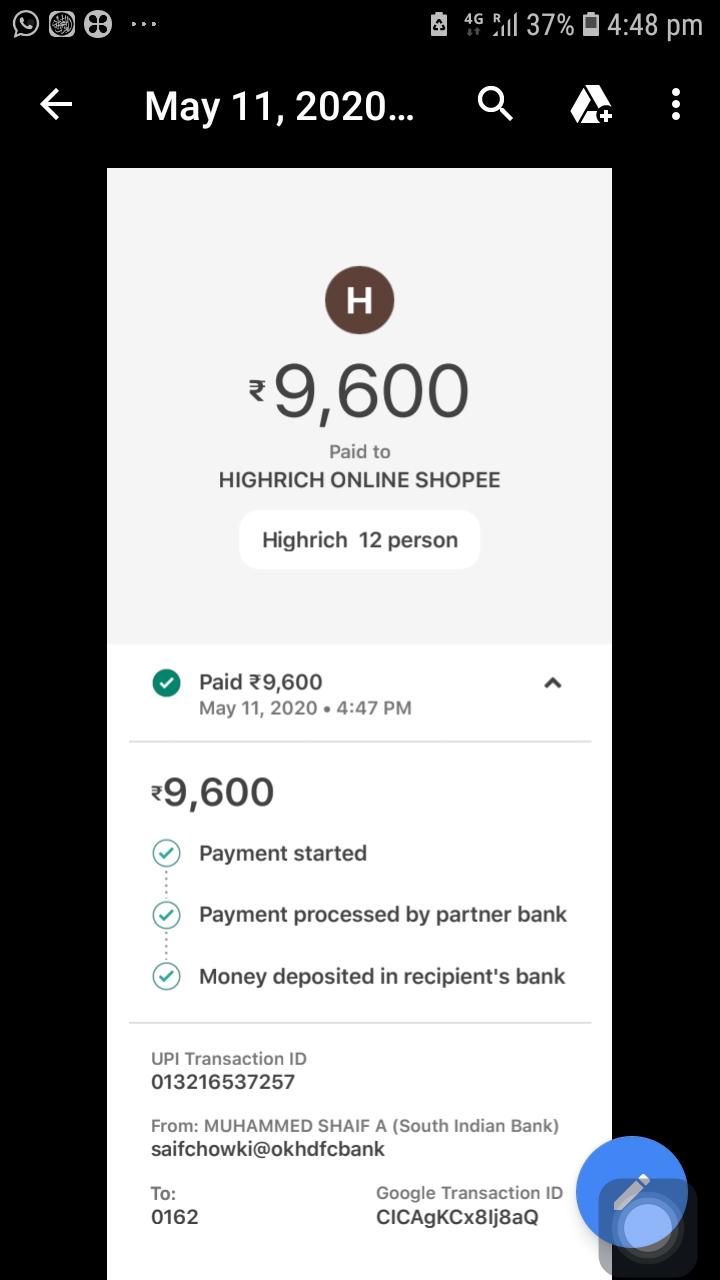 4G R 37% 4:48 pm
May 11, 2020...
H
₹9,600
Paid to
HIGHRICH ONLINE SHOPEE
Highrich 12 person
Paid ₹9,600
May 11, 2020 • 4:47 PM
₹9,600
Payment started
Payment processed by partner bank
Money deposited in recipient's bank
UPI Transaction ID
013216537257
From: MUHAMMED SHAIF A (South Indian Bank)
saifchowki@okhdfcbank
To:
0162
Google Transaction ID
CICAgKCx8Ij8aQ